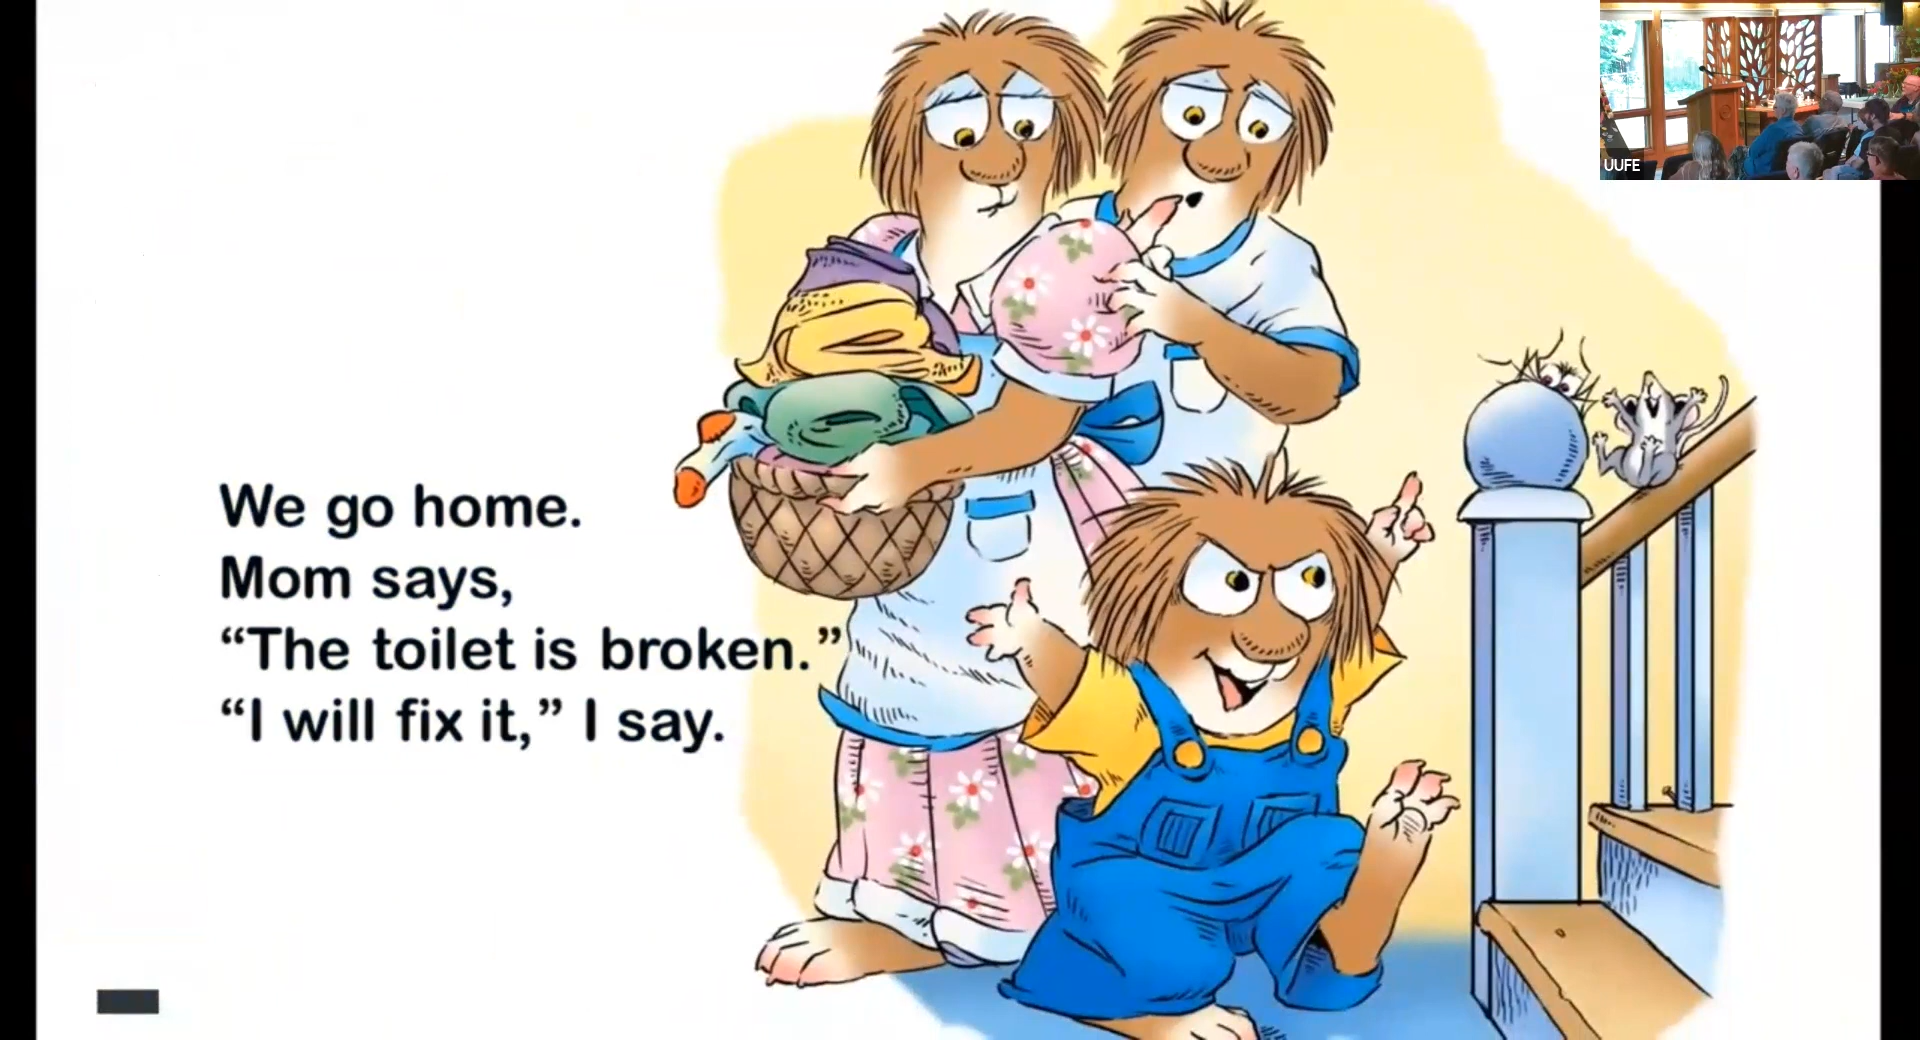 We go home.
Mom says,
“The toilet is broken.”
“I will fix it,” I say.
UUFE